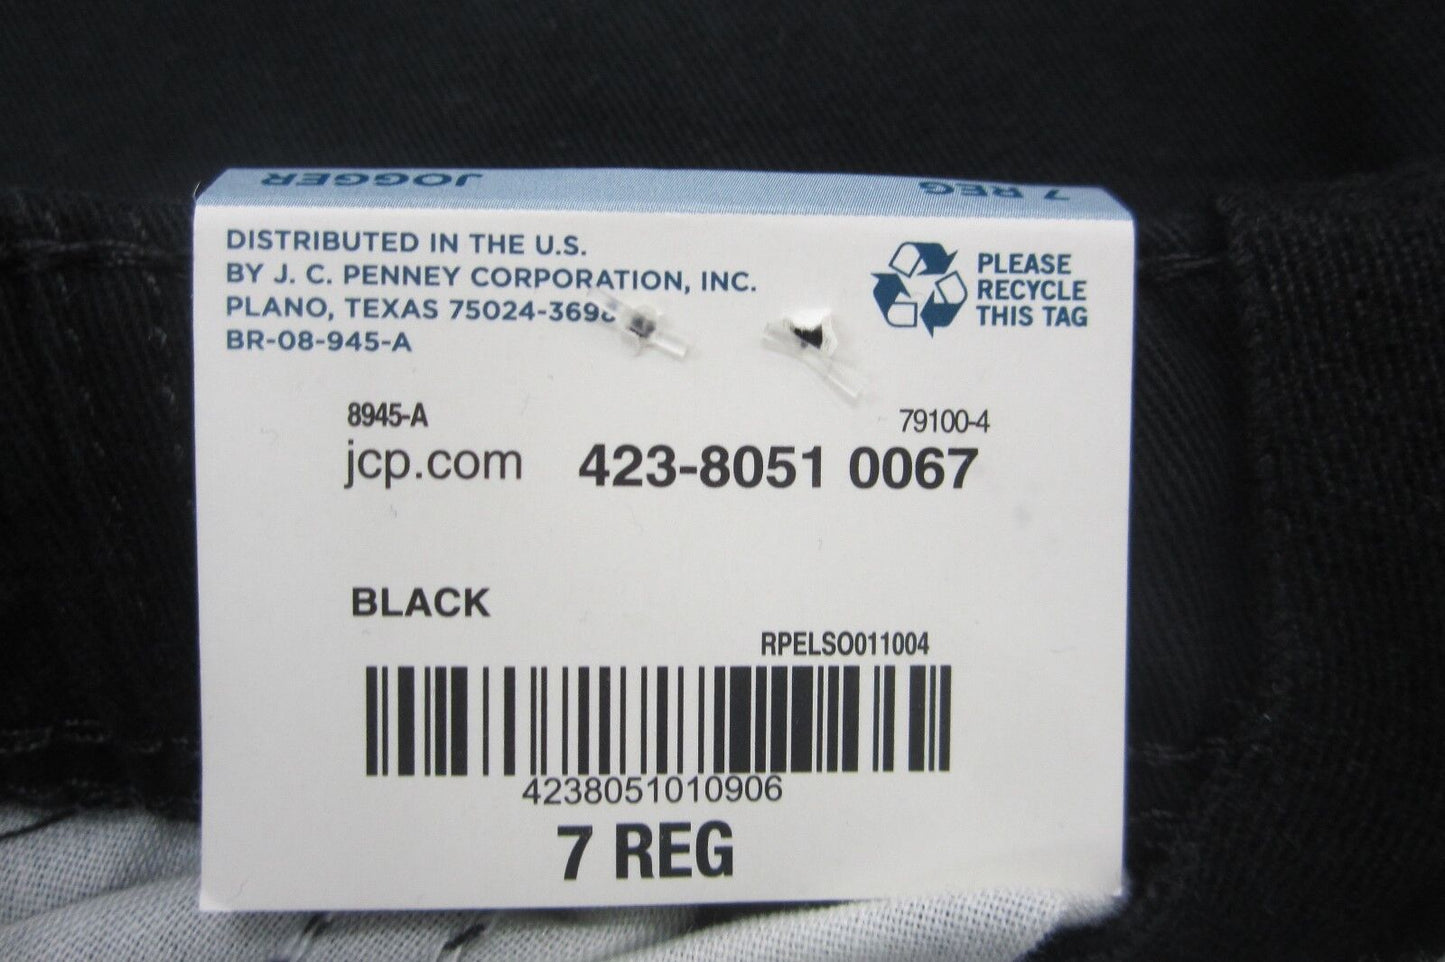 JOGGER 7 REG
DISTRIBUTED IN THE U.S.
BY J. C. PENNEY CORPORATION, INC.
PLANO, TEXAS 75024-3698
BR-08-945-A
PLEASE
RECYCLE
THIS TAG
8945-A 79100-4
jcp.com 423-8051 0067
BLACK
RPELSO011004
4238051010906
7 REG